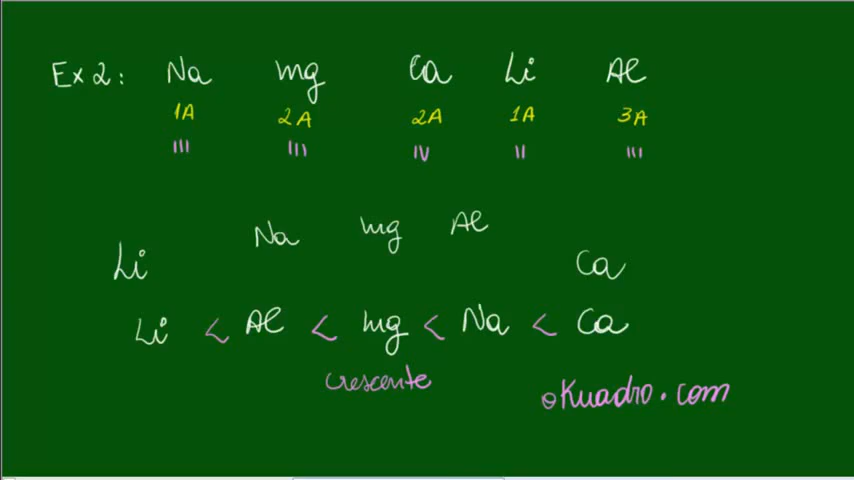 Ex 2: Na mg Ca Li Al
1A 2A 2A 1A 3A
III III IV II III
Na mg Al
Li Ca
Li < Al < mg < Na < Ca
crescente
oKuadro.com